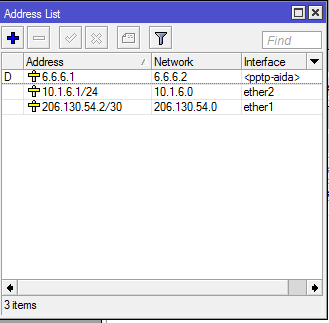 Address List
Find
Address Network Interface
D 6.6.6.1 6.6.6.2 <pptp-aida>
10.1.6.1/24 10.1.6.0 ether2
206.130.54.2/30 206.130.54.0 ether1
3 items